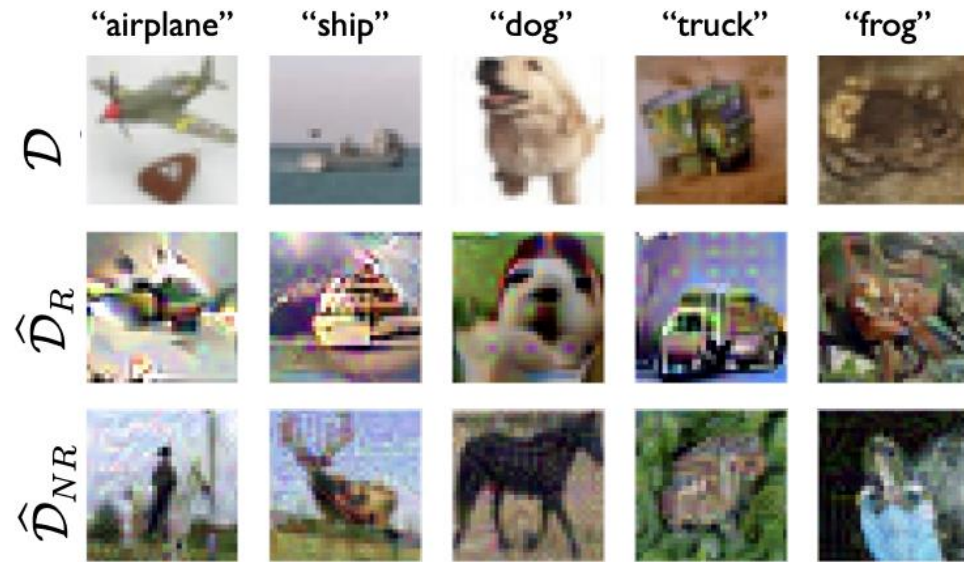 “airplane” “ship” “dog” “truck” “frog”
𝒟
𝒟̂_R
𝒟̂_NR